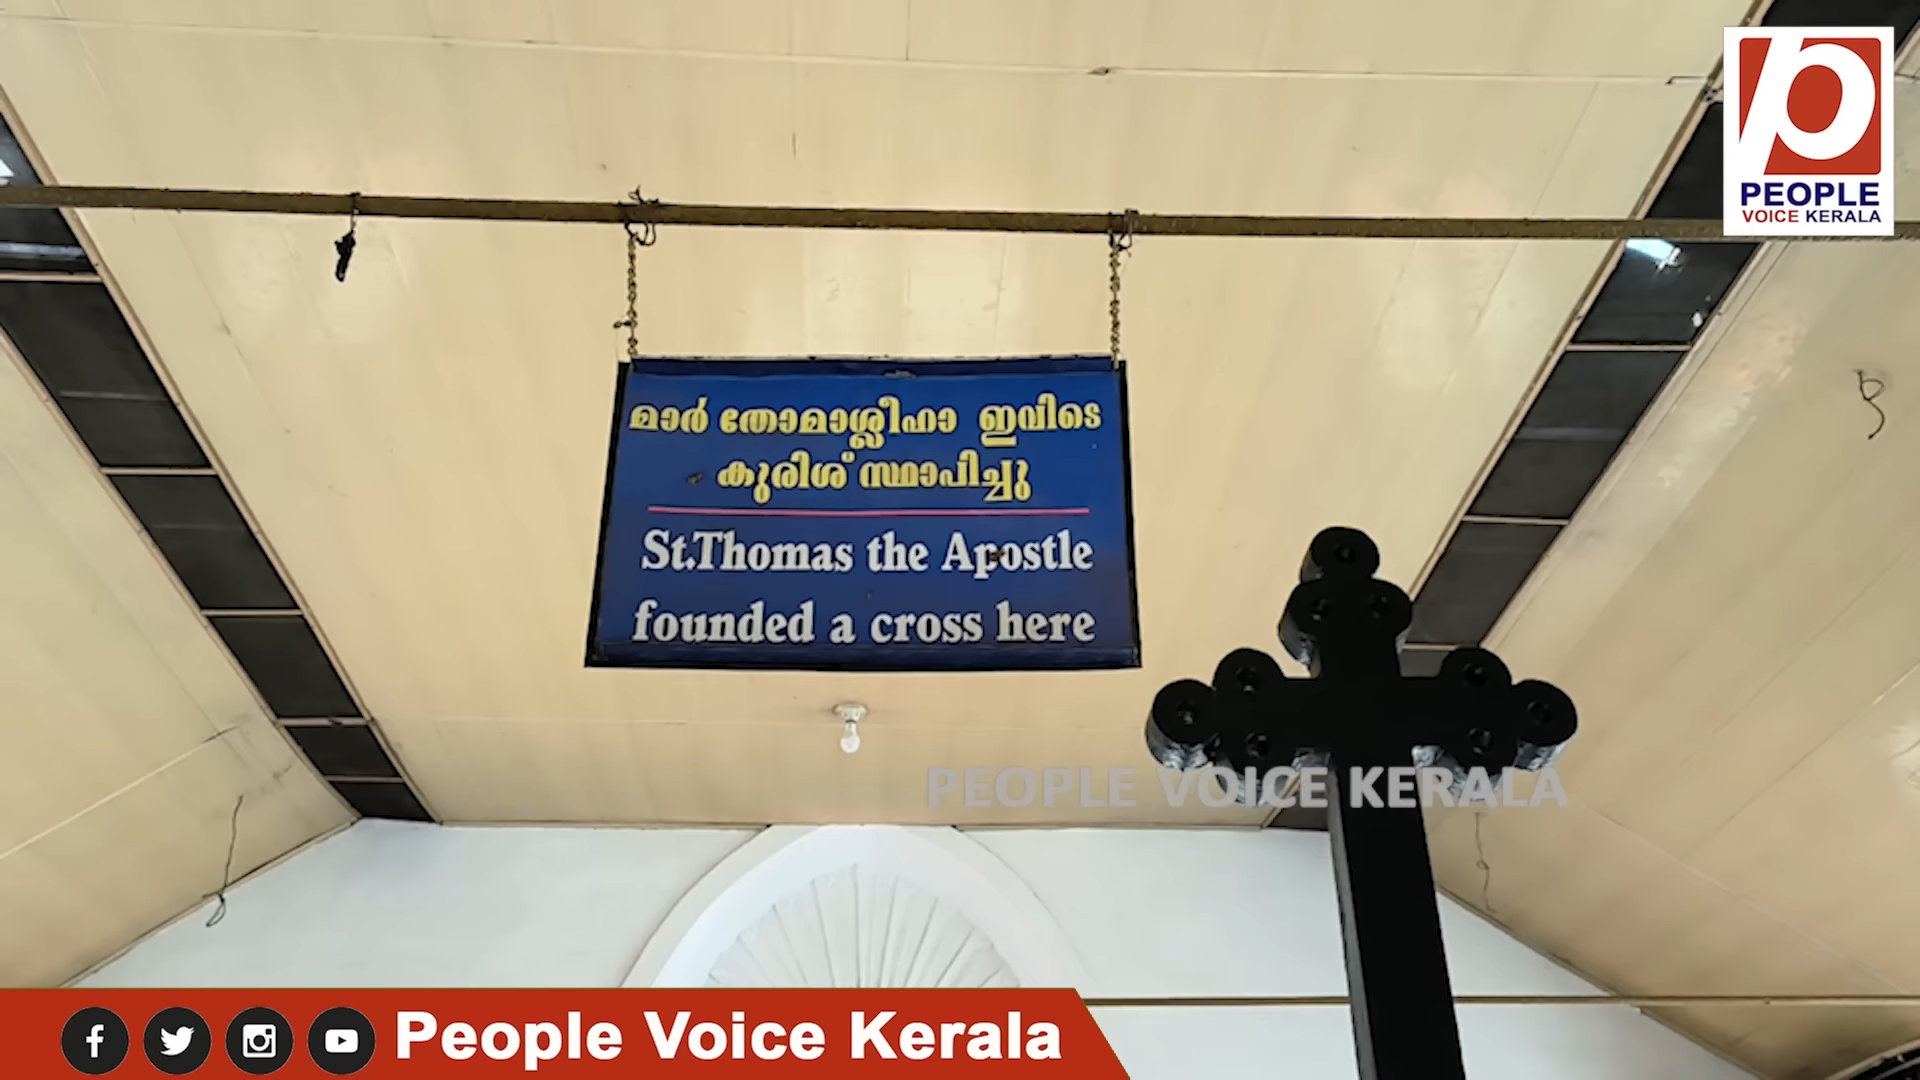 PEOPLE
VOICE KERALA
മാർ തോമാശ്ലീഹാ ഇവിടെ
കുരിശ് സ്ഥാപിച്ചു
St.Thomas the Apostle
founded a cross here
PEOPLE VOICE KERALA
People Voice Kerala